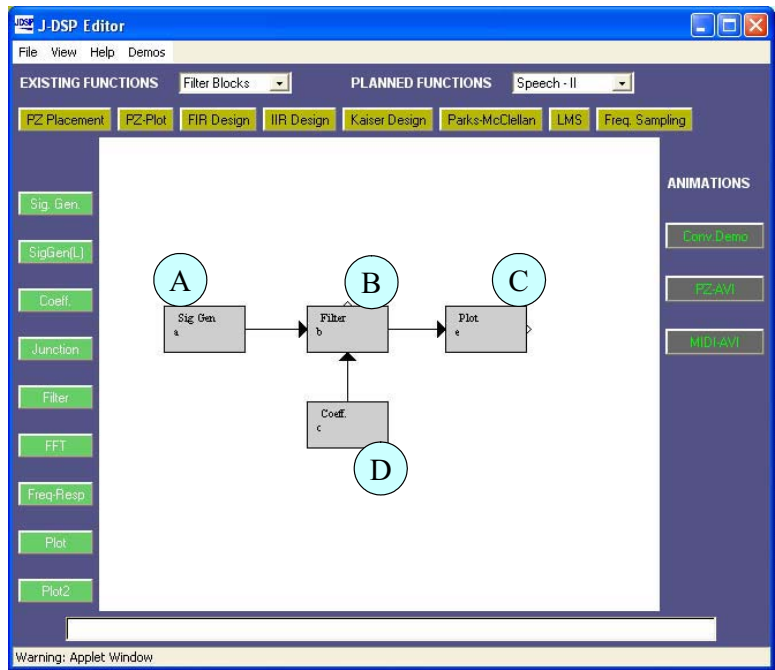 JDSP J-DSP Editor
File View Help Demos
EXISTING FUNCTIONS Filter Blocks PLANNED FUNCTIONS Speech - II
PZ Placement PZ-Plot FIR Design IIR Design Kaiser Design Parks-McClellan LMS Freq. Sampling
ANIMATIONS
Sig. Gen.
SigGen(L)
Coeff.
Junction
Filter
FFT
Freq-Resp
Plot
Plot2
A
B
C
Sig Gen
a
Filter
b
Plot
e
Coeff.
c
D
Conv.Demo
PZ-AVI
MIDI-AVI
Warning: Applet Window